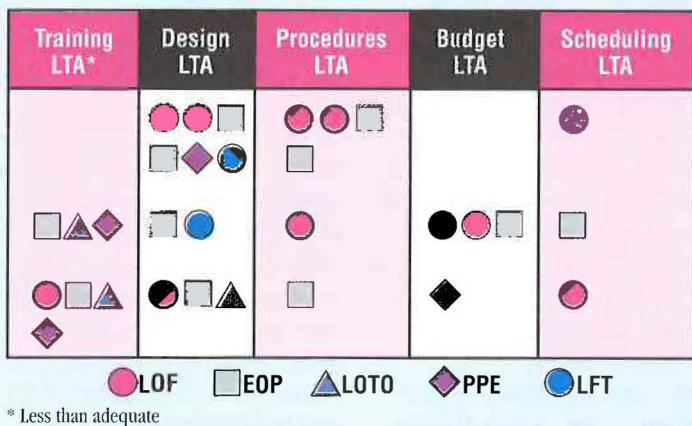 Training LTA*
Design LTA
Procedures LTA
Budget LTA
Scheduling LTA
LOF EOP LOTO PPE LFT
* Less than adequate